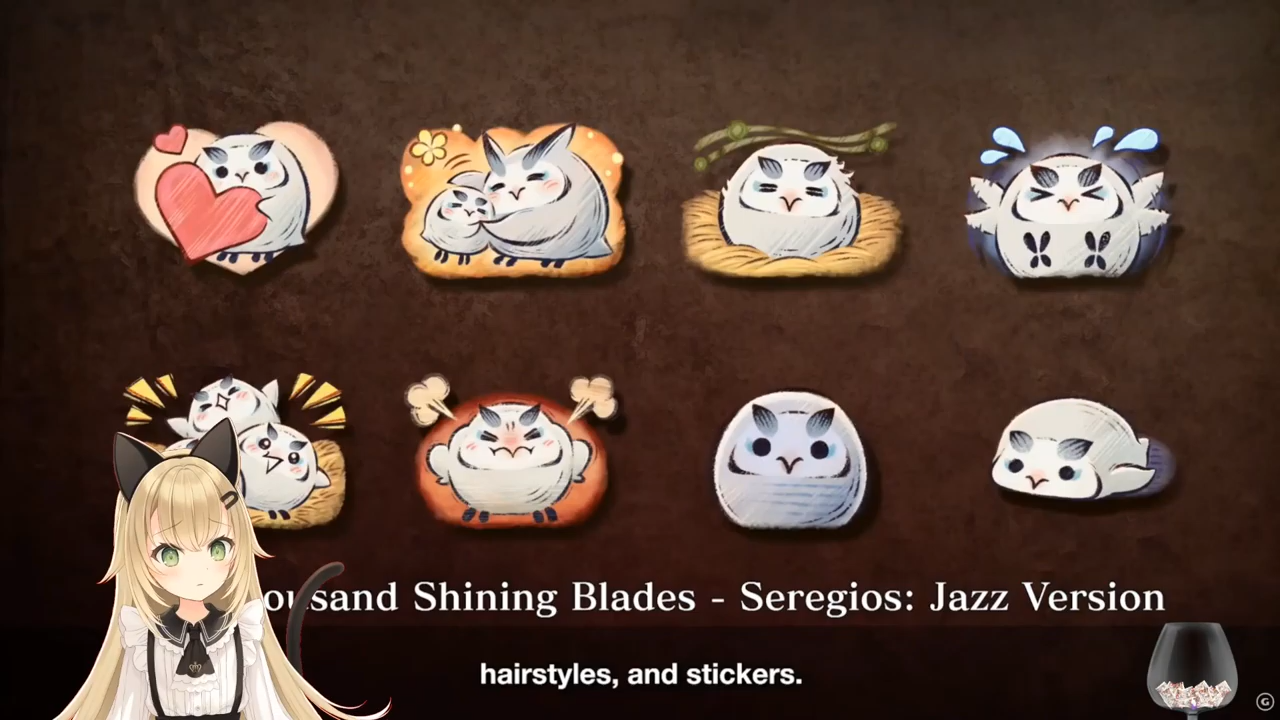 ousand Shining Blades - Seregios: Jazz Version
hairstyles, and stickers.
G